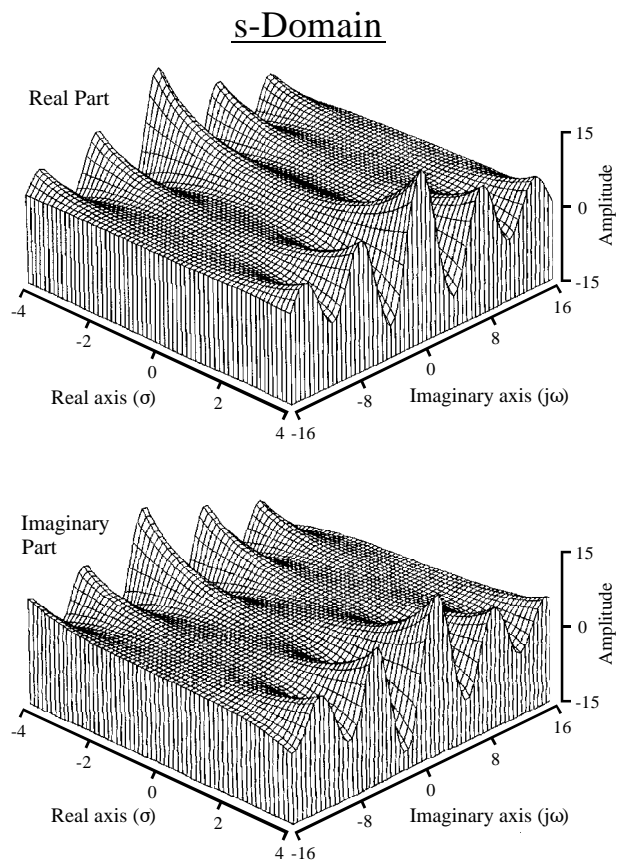 s-Domain
Real Part
15
0
-15
Amplitude
-4
-2
0
2
4
Real axis (σ)
-16
-8
0
8
16
Imaginary axis (jω)
Imaginary
Part
15
0
-15
Amplitude
-4
-2
0
2
4
Real axis (σ)
-16
-8
0
8
16
Imaginary axis (jω)